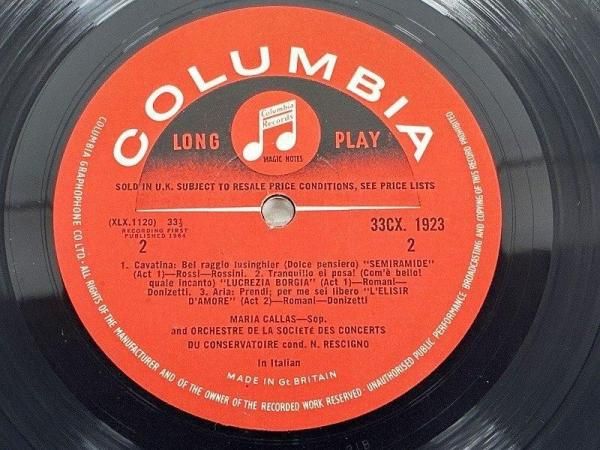 COLUMBIA
Columbia
Records
LONG PLAY
MAGIC NOTES
SOLD IN U.K. SUBJECT TO RESALE PRICE CONDITIONS, SEE PRICE LISTS
(XLX.1120) 33⅓ 33CX. 1923
RECORDING FIRST
PUBLISHED 1964
2 2
1. Cavatina: Bel raggio lusinghier (Dolce pensiero) "SEMIRAMIDE"
(Act 1)—Rossi—Rossini. 2. Tranquillo ei posa! (Com'è bello!
quale incanto) "LUCREZIA BORGIA" (Act 1)—Romani—
Donizetti. 3. Aria: Prendi; per me sei libero "L'ELISIR
D'AMORE" (Act 2)—Romani—Donizetti
MARIA CALLAS—Sop.
and ORCHESTRE DE LA SOCIÉTÉ DES CONCERTS
DU CONSERVATOIRE cond. N. RESCIGNO
In Italian
MADE IN Gt. BRITAIN
COLUMBIA GRAPHOPHONE CO. LTD. ALL RIGHTS OF THE MANUFACTURER AND OF THE OWNER OF THE RECORDED WORK RESERVED. UNAUTHORISED PUBLIC PERFORMANCE BROADCASTING AND COPYING OF THIS RECORD PROHIBITED